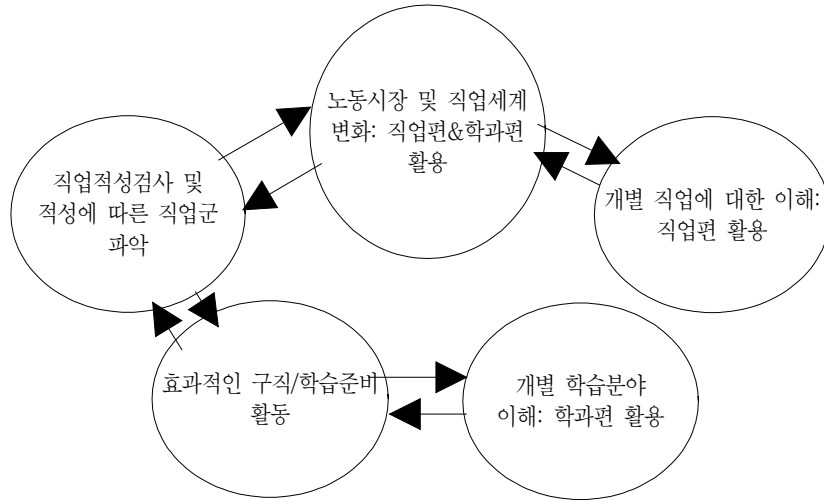 노동시장 및 직업세계
변화: 직업편&학과편
활용
직업적성검사 및
적성에 따른 직업군
파악
개별 직업에 대한 이해:
직업편 활용
효과적인 구직/학습준비
활동
개별 학습분야
이해: 학과편 활용